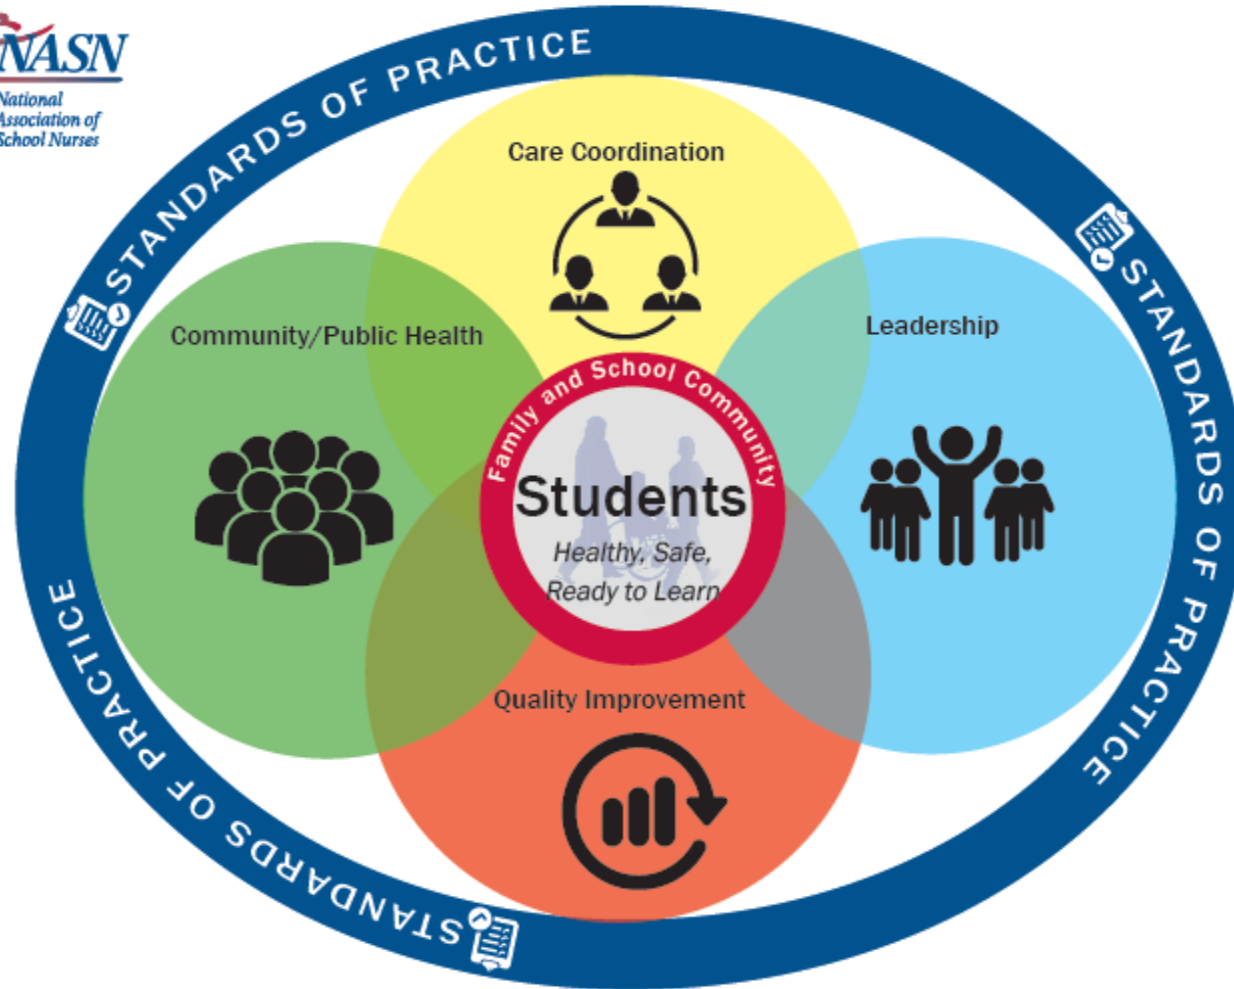 NASN
National
Association of
School Nurses
STANDARDS OF PRACTICE
STANDARDS OF PRACTICE
STANDARDS OF PRACTICE
Care Coordination
Community/Public Health
Leadership
Family and School Community
Students
Healthy, Safe,
Ready to Learn
Quality Improvement